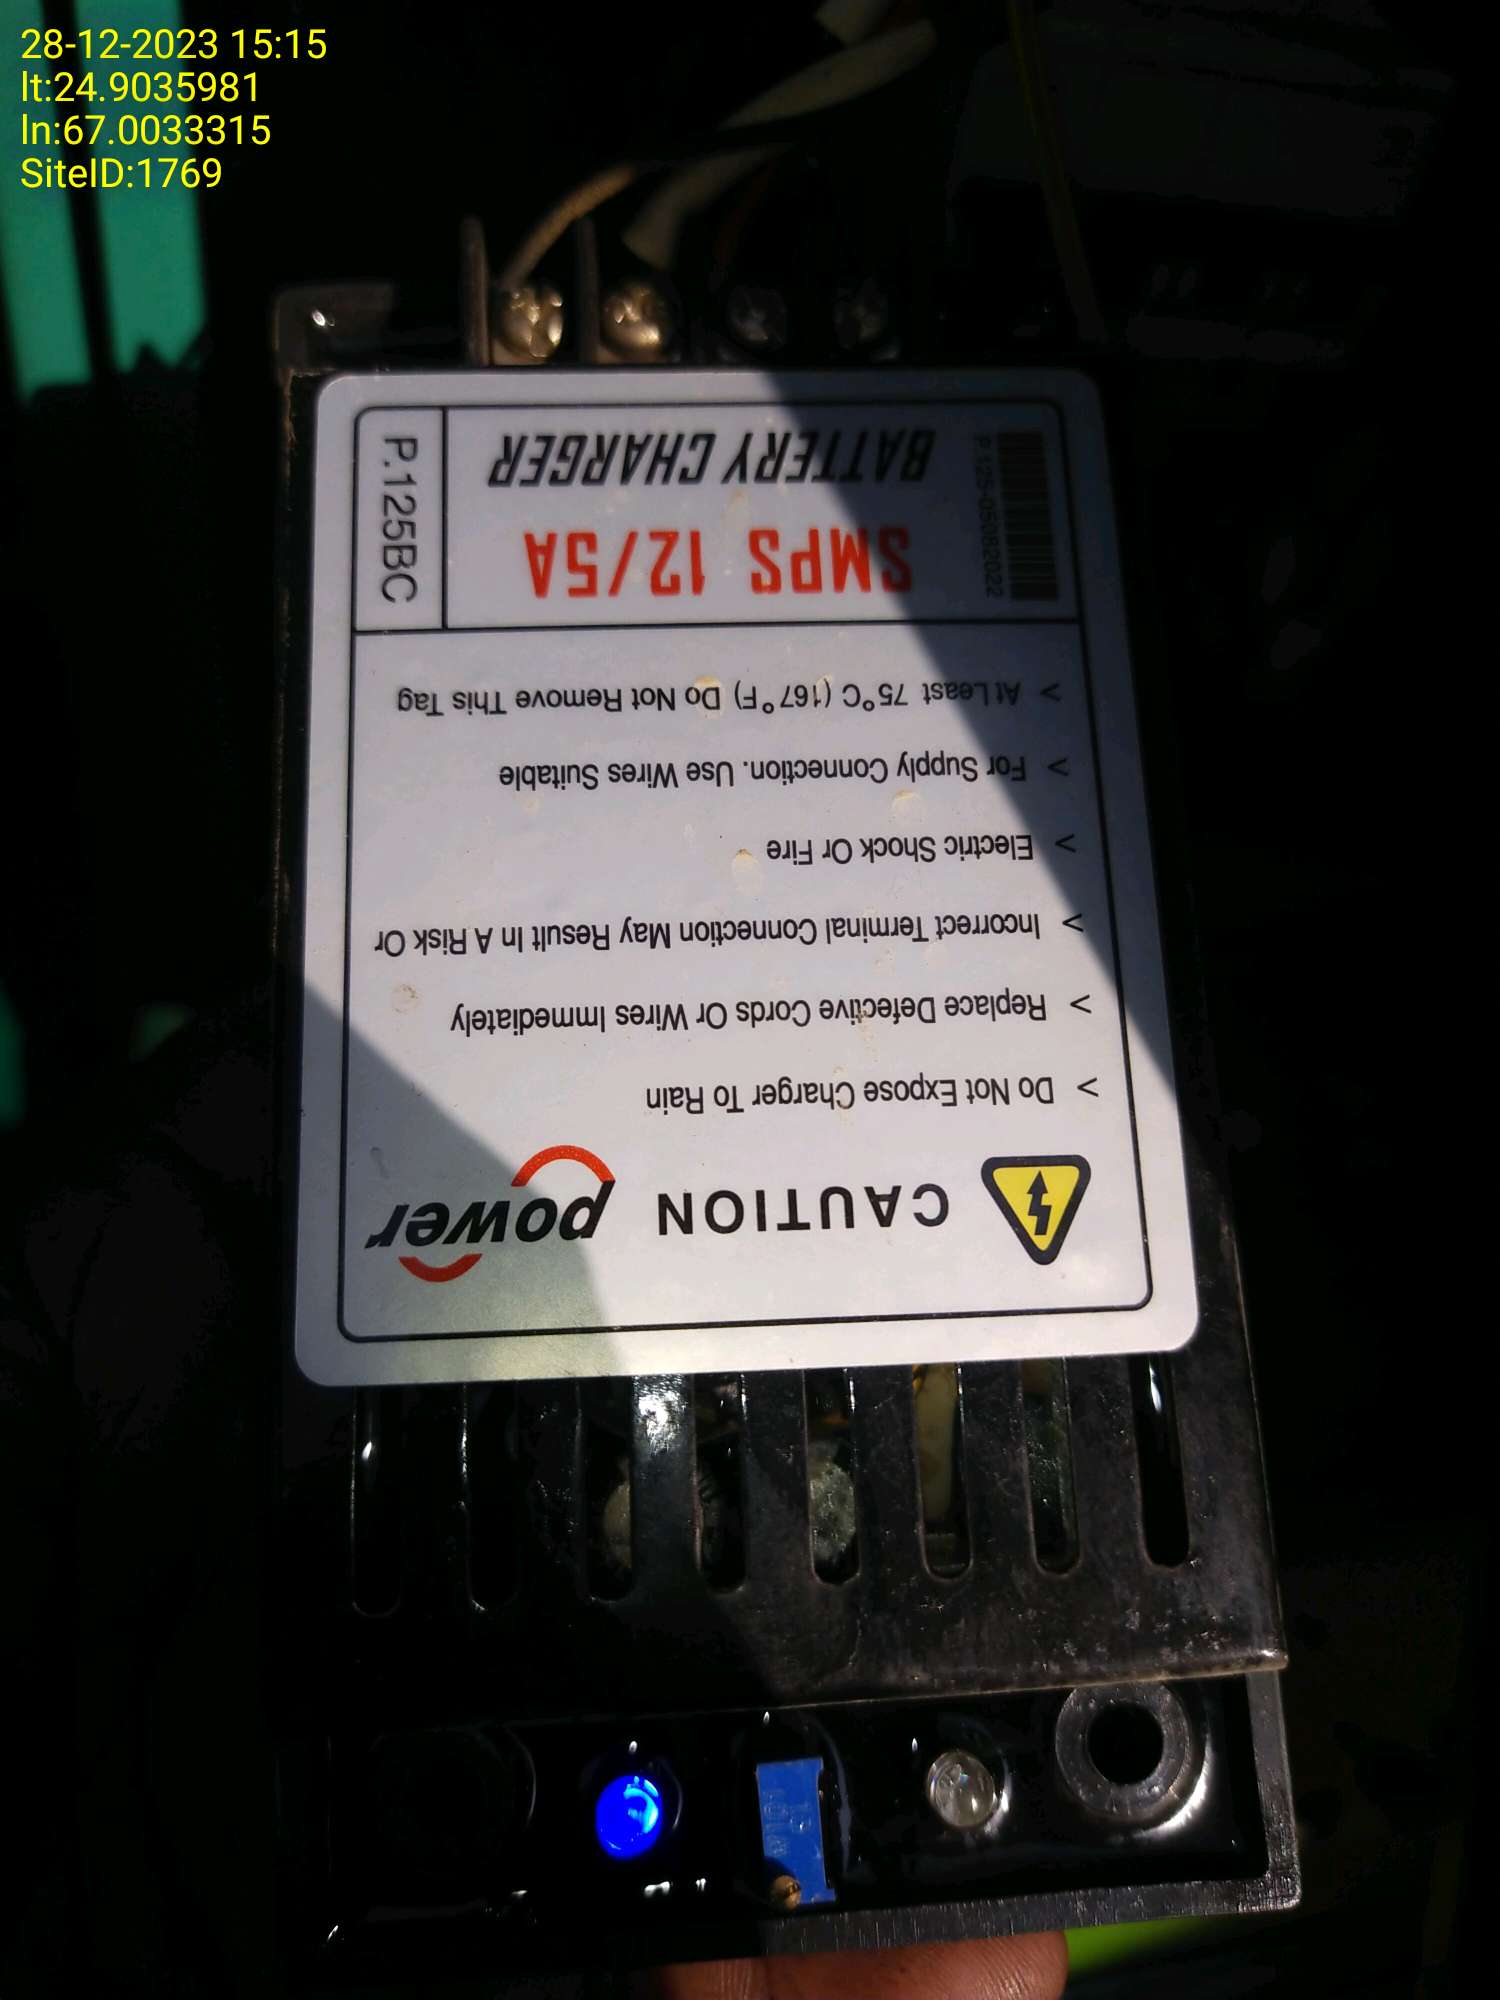 28-12-2023 15:15
lt:24.9035981
ln:67.0033315
SiteID:1769
CAUTION power
> Do Not Expose Charger To Rain
> Replace Defective Cords Or Wires Immediately
> Incorrect Terminal Connection May Result In A Risk Or
> Electric Shock Or Fire
> For Supply Connection. Use Wires Suitable
> At Least 75°C (167°F) Do Not Remove This Tag
P.125-05082022
SMPS 12/5A
BATTERY CHARGER
P.125BC